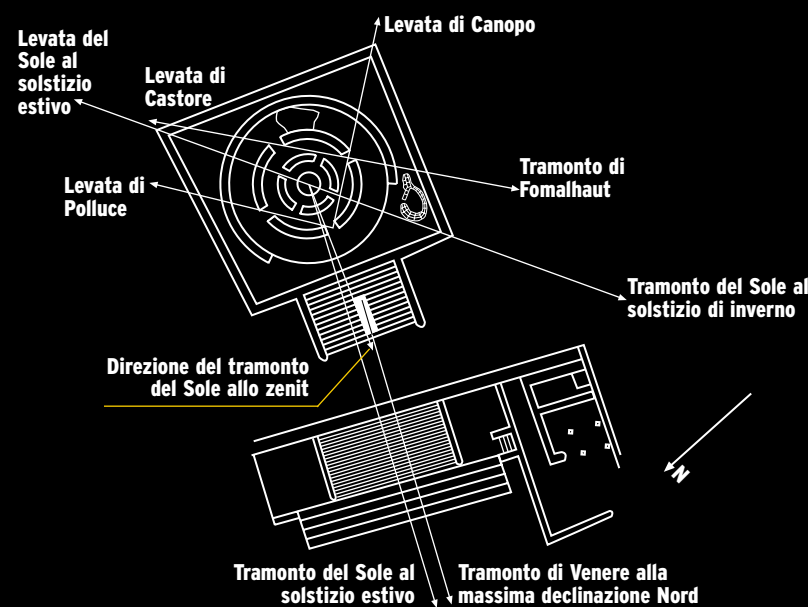 Levata del
Sole al
solstizio
estivo
Levata di
Castore
Levata di Canopo
Levata di
Polluce
Tramonto di
Fomalhaut
Tramonto del Sole al
solstizio di inverno
Direzione del tramonto
del Sole allo zenit
N
Tramonto del Sole al
solstizio estivo
Tramonto di Venere alla
massima declinazione Nord